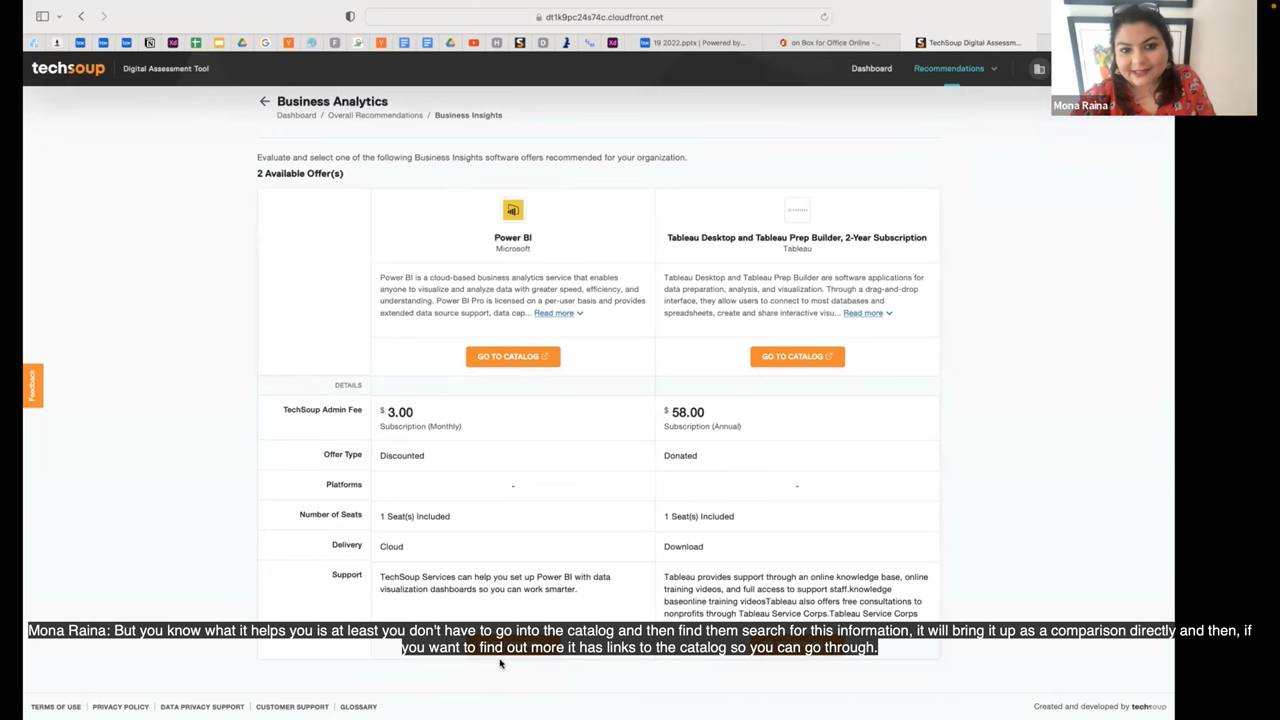 dt1k9pc24s74c.cloudfront.net
19 2022.pptx | Powered by...
on Box for Office Online -...
TechSoup Digital Assessm...
techsoup
Digital Assessment Tool
Dashboard
Recommendations
Mona Raina
Business Analytics
Dashboard / Overall Recommendations / Business Insights
Evaluate and select one of the following Business Insights software offers recommended for your organization.
2 Available Offer(s)
Power BI
Microsoft
Power BI is a cloud-based business analytics service that enables
anyone to visualize and analyze data with greater speed, efficiency, and
understanding. Power BI Pro is licensed on a per-user basis and provides
extended data source support, data cap... Read more
GO TO CATALOG
Tableau Desktop and Tableau Prep Builder, 2-Year Subscription
Tableau
Tableau Desktop and Tableau Prep Builder are software applications for
data preparation, analysis, and visualization. Through a drag-and-drop
interface, they allow users to connect to most databases and
spreadsheets, create and share interactive visu... Read more
GO TO CATALOG
Feedback
DETAILS
TechSoup Admin Fee
$ 3.00
Subscription (Monthly)
$ 58.00
Subscription (Annual)
Offer Type
Discounted
Donated
Platforms
-
-
Number of Seats
1 Seat(s) Included
1 Seat(s) Included
Delivery
Cloud
Download
Support
TechSoup Services can help you set up Power BI with data
visualization dashboards so you can work smarter.
Tableau provides support through an online knowledge base, online
training videos, and full access to support staff.knowledge
baseonline training videosTableau also offers free consultations to
nonprofits through Tableau Service Corps.Tableau Service Corps
Mona Raina: But you know what it helps you is at least you don't have to go into the catalog and then find them search for this information, it will bring it up as a comparison directly and then, if
you want to find out more it has links to the catalog so you can go through.
TERMS OF USE | PRIVACY POLICY | DATA PRIVACY SUPPORT | CUSTOMER SUPPORT | GLOSSARY
Created and developed by techsoup